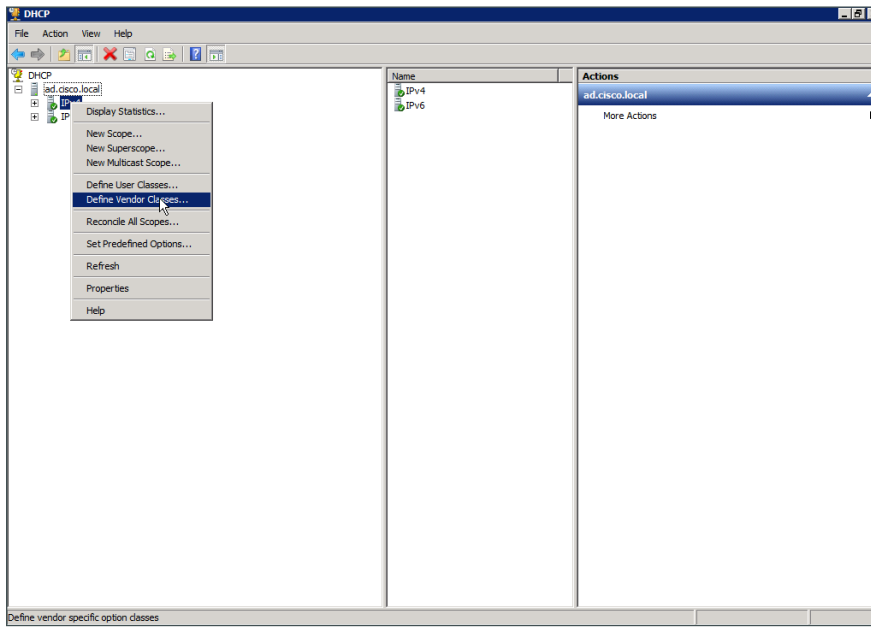 DHCP
File Action View Help
DHCP
ad.cisco.local
IP
Display Statistics...
New Scope...
New Superscope...
New Multicast Scope...
Define User Classes...
Define Vendor Classes...
Reconcile All Scopes...
Set Predefined Options...
Refresh
Properties
Help
Name
IPv4
IPv6
Actions
ad.cisco.local
More Actions
Define vendor specific option classes